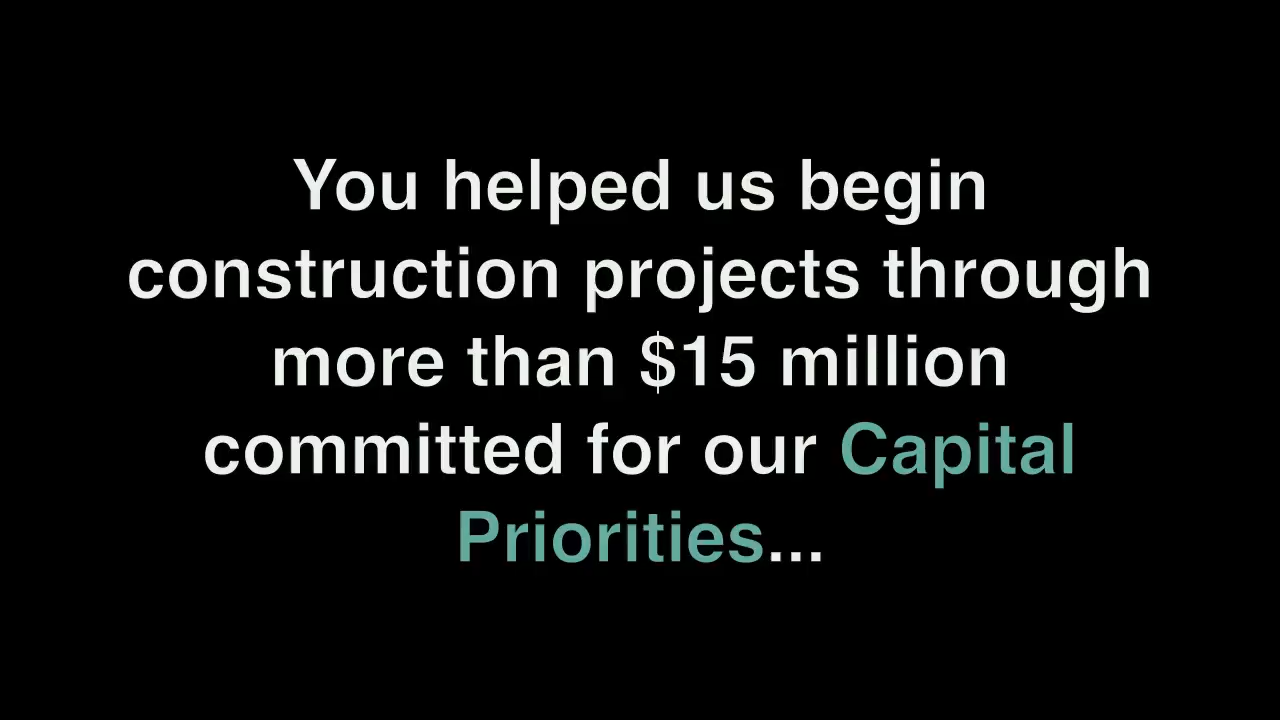 You helped us begin
construction projects through
more than $15 million
committed for our Capital
Priorities...